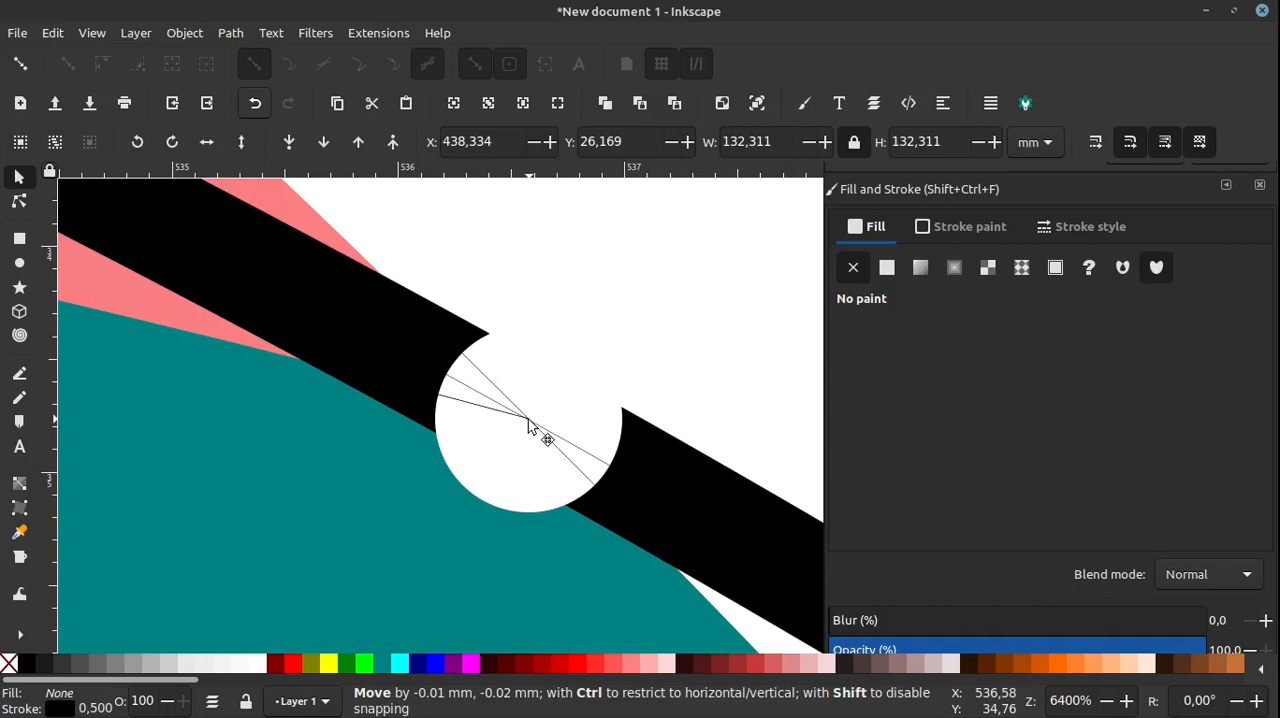 *New document 1 - Inkscape
File Edit View Layer Object Path Text Filters Extensions Help
X: 438,334 Y: 26,169 W: 132,311 H: 132,311 mm
535 536 537
Fill and Stroke (Shift+Ctrl+F)
Fill Stroke paint Stroke style
No paint
Blend mode: Normal
Blur (%) 0,0
Opacity (%) 100,0
Fill: None O: 100 •Layer 1 Move by -0.01 mm, -0.02 mm; with Ctrl to restrict to horizontal/vertical; with Shift to disable X: 536,58 Z: 6400% R: 0,00°
Stroke: 0,500 snapping Y: 34,76